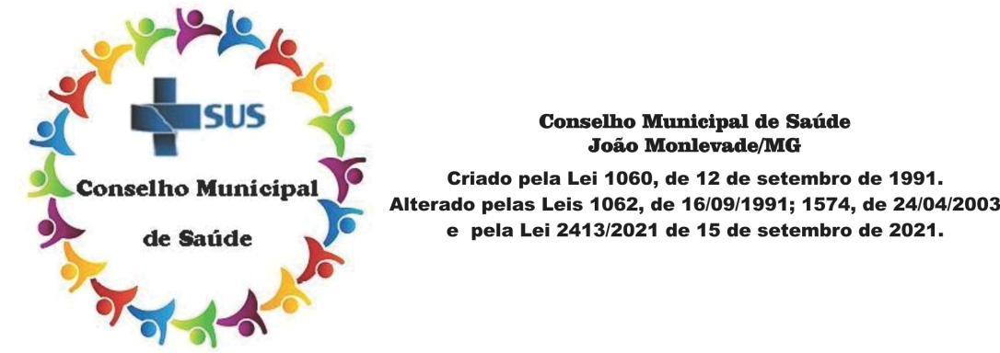 SUS
Conselho Municipal
de Saúde
Conselho Municipal de Saúde
João Monlevade/MG
Criado pela Lei 1060, de 12 de setembro de 1991.
Alterado pelas Leis 1062, de 16/09/1991; 1574, de 24/04/2003
e pela Lei 2413/2021 de 15 de setembro de 2021.